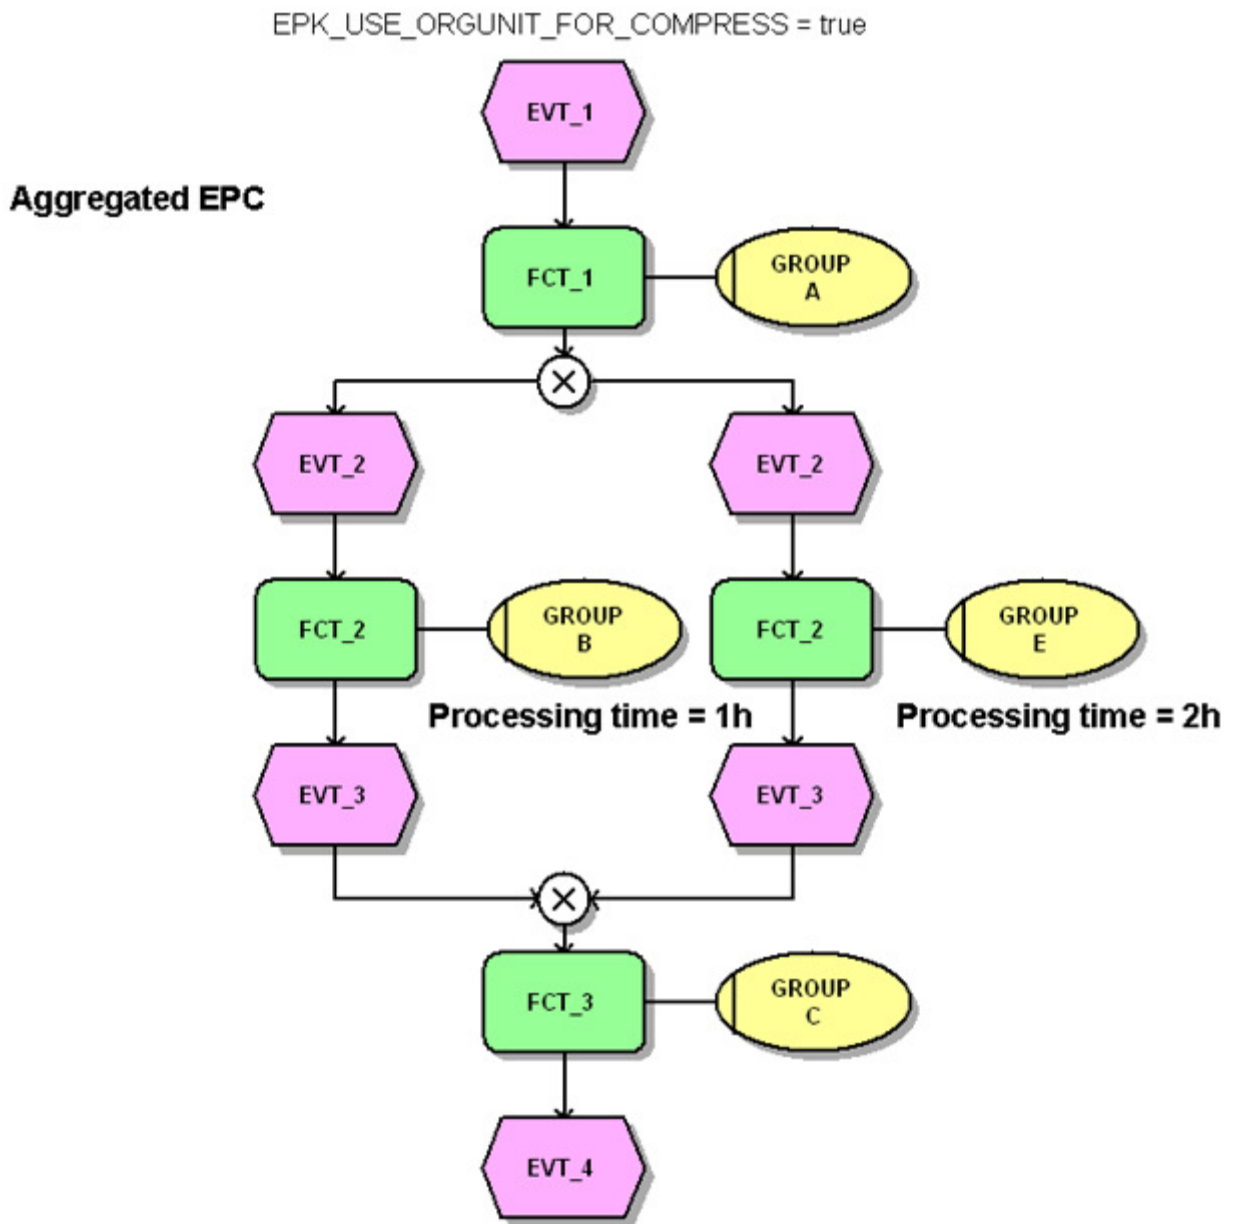 EPK_USE_ORGUNIT_FOR_COMPRESS = true
EVT_1
Aggregated EPC
FCT_1
GROUP
A
EVT_2
EVT_2
FCT_2
GROUP
B
FCT_2
GROUP
E
Processing time = 1h
Processing time = 2h
EVT_3
EVT_3
FCT_3
GROUP
C
EVT_4